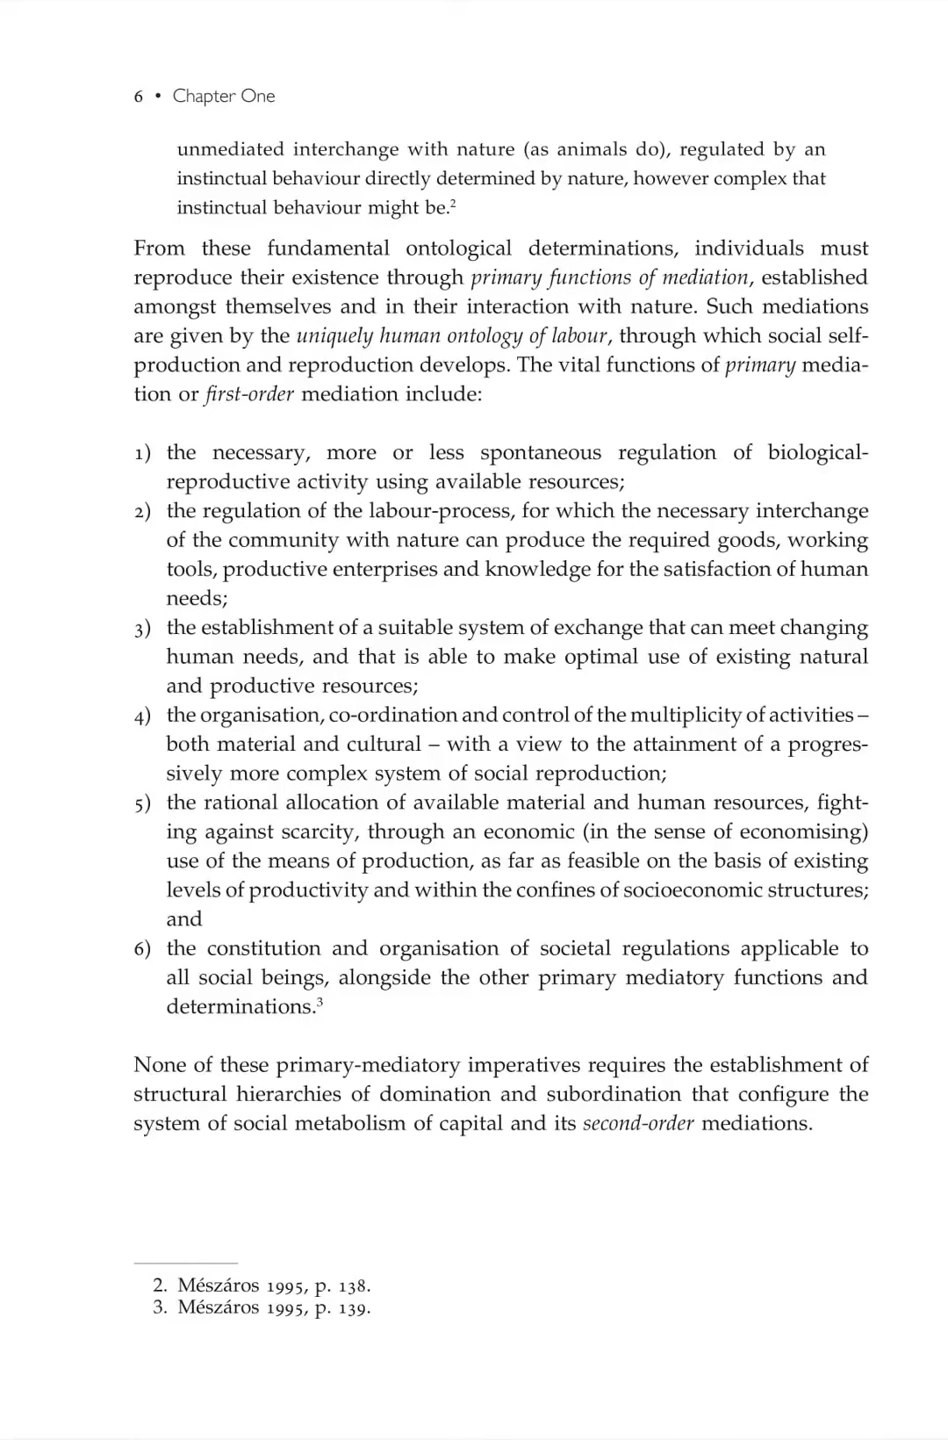 6 • Chapter One
unmediated interchange with nature (as animals do), regulated by an
instinctual behaviour directly determined by nature, however complex that
instinctual behaviour might be.²
From these fundamental ontological determinations, individuals must
reproduce their existence through primary functions of mediation, established
amongst themselves and in their interaction with nature. Such mediations
are given by the uniquely human ontology of labour, through which social self-
production and reproduction develops. The vital functions of primary media-
tion or first-order mediation include:
1) the necessary, more or less spontaneous regulation of biological-
reproductive activity using available resources;
2) the regulation of the labour-process, for which the necessary interchange
of the community with nature can produce the required goods, working
tools, productive enterprises and knowledge for the satisfaction of human
needs;
3) the establishment of a suitable system of exchange that can meet changing
human needs, and that is able to make optimal use of existing natural
and productive resources;
4) the organisation, co-ordination and control of the multiplicity of activities –
both material and cultural – with a view to the attainment of a progres-
sively more complex system of social reproduction;
5) the rational allocation of available material and human resources, fight-
ing against scarcity, through an economic (in the sense of economising)
use of the means of production, as far as feasible on the basis of existing
levels of productivity and within the confines of socioeconomic structures;
and
6) the constitution and organisation of societal regulations applicable to
all social beings, alongside the other primary mediatory functions and
determinations.³
None of these primary-mediatory imperatives requires the establishment of
structural hierarchies of domination and subordination that configure the
system of social metabolism of capital and its second-order mediations.
2. Mészáros 1995, p. 138.
3. Mészáros 1995, p. 139.